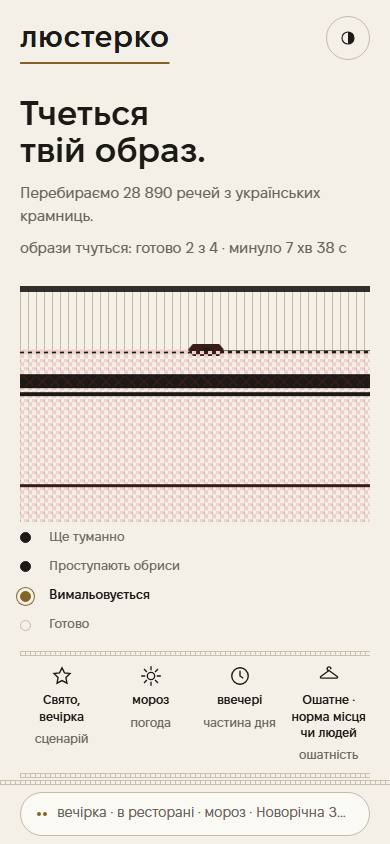 люстерко
Тчеться
твій образ.
Перебираємо 28 890 речей з українських
крамниць.
образи тчуться: готово 2 з 4 · минуло 7 хв 38 с
Ще туманно
Проступають обриси
Вимальовується
Готово
Свято,
вечірка
сценарій
мороз
погода
ввечері
частина дня
Ошатне ·
норма місця
чи людей
ошатність
вечірка · в ресторані · мороз · Новорічна З...